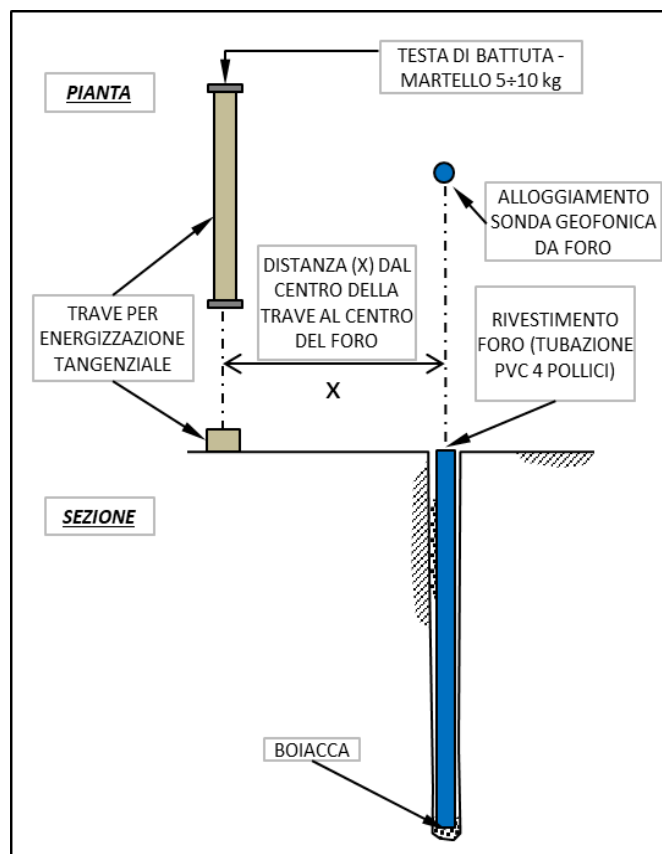 TESTA DI BATTUTA -
MARTELLO 5÷10 kg
PIANTA
ALLOGGIAMENTO
SONDA GEOFONICA
DA FORO
DISTANZA (X) DAL
CENTRO DELLA
TRAVE AL CENTRO
DEL FORO
TRAVE PER
ENERGIZZAZIONE
TANGENZIALE
RIVESTIMENTO
FORO (TUBAZIONE
PVC 4 POLLICI)
X
SEZIONE
BOIACCA